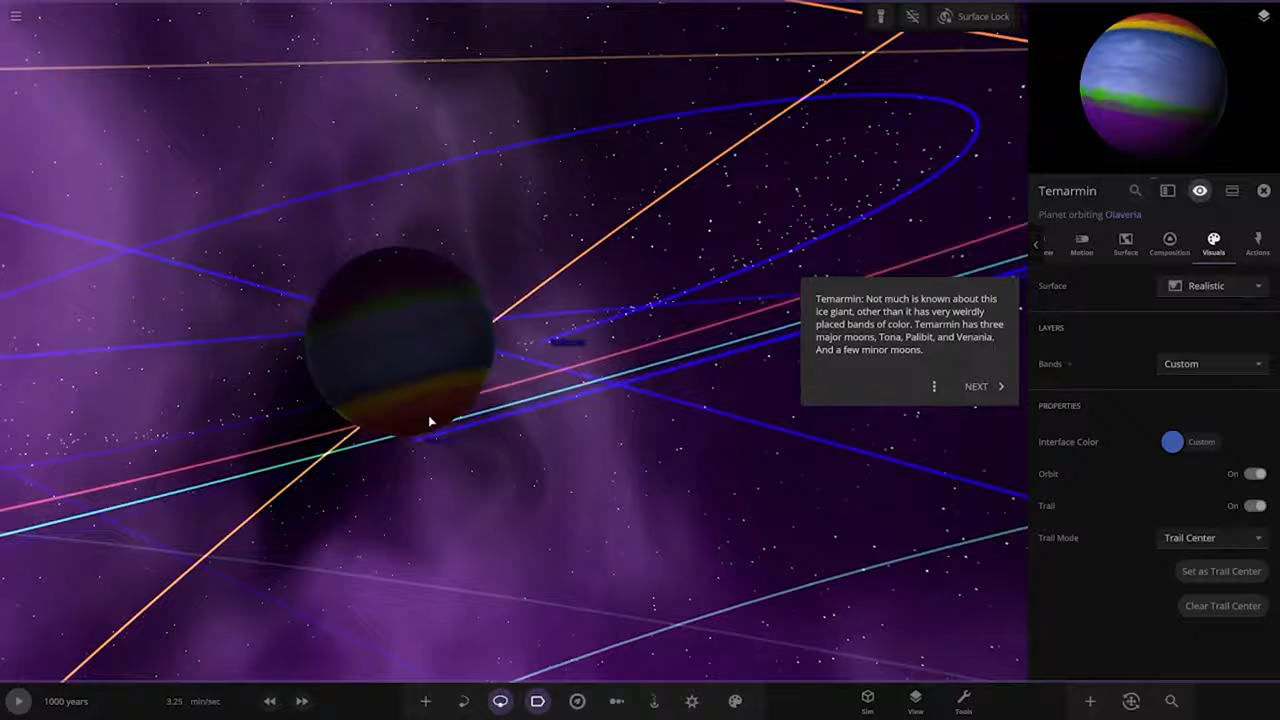 Surface Lock
Temarmin
Planet orbiting Olaveria
ew
Motion
Surface
Composition
Visuals
Actions
Surface
Realistic
LAYERS
Bands
Custom
PROPERTIES
Interface Color
Custom
Orbit
On
Trail
On
Trail Mode
Trail Center
Set as Trail Center
Clear Trail Center
Temarmin: Not much is known about this
ice giant, other than it has very weirdly
placed bands of color. Temarmin has three
major moons, Tona, Palibit, and Venania.
And a few minor moons.
NEXT
1000 years
3.25 min/sec
Sim
View
Tools